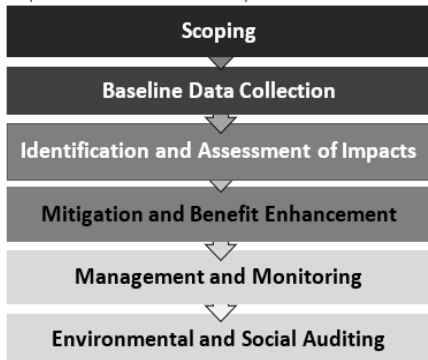 Scoping
Baseline Data Collection
Identification and Assessment of Impacts
Mitigation and Benefit Enhancement
Management and Monitoring
Environmental and Social Auditing